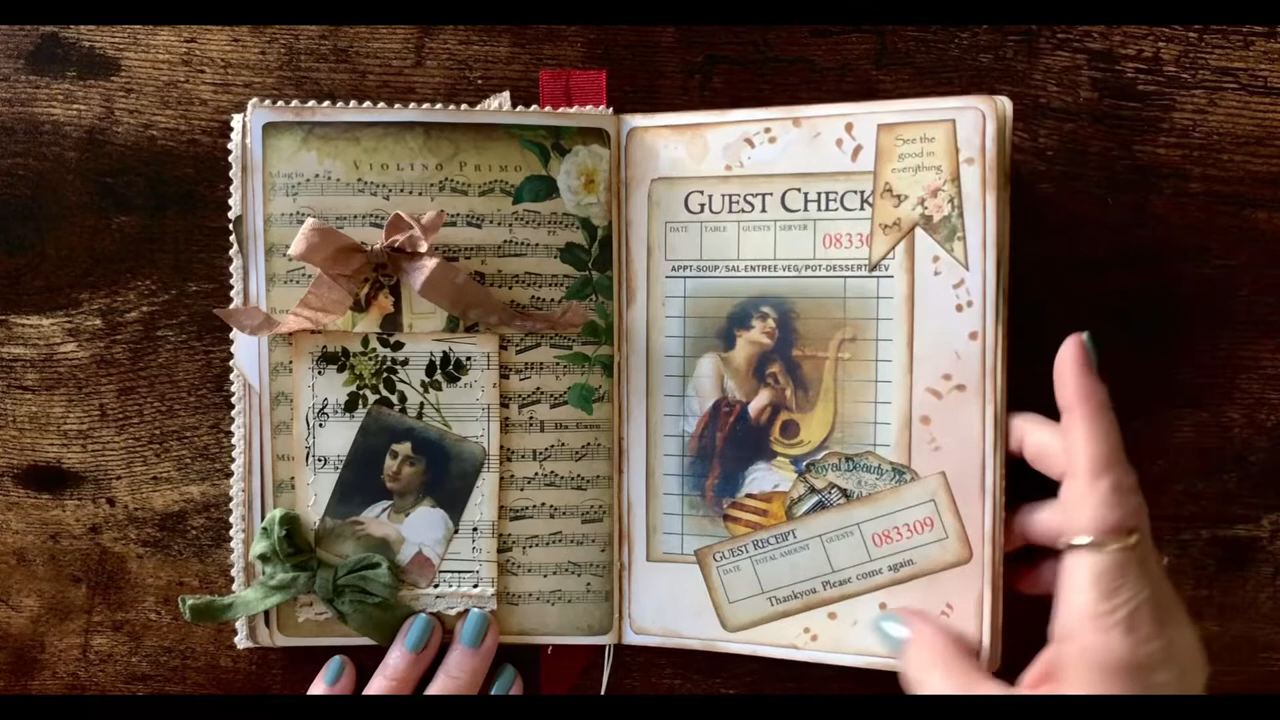 VIOLINO PRIMO
Adagio
Da Capo
See the
good in
everything
GUEST CHECK
DATE TABLE GUESTS SERVER
APPT-SOUP/SAL-ENTREE-VEG/POT-DESSERT BEV
Royal Beauty
GUEST RECEIPT
DATE TOTAL AMOUNT GUESTS 083309
Thankyou. Please come again.